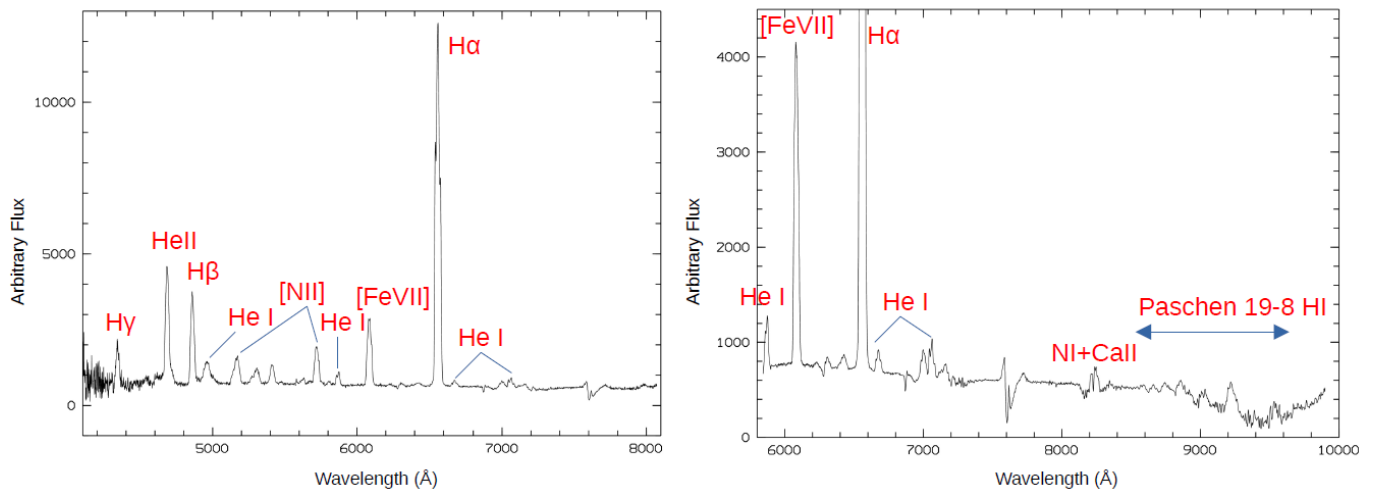 Hα
HeII
Hβ
Hγ
He I
[NII]
He I
[FeVII]
He I
10000
5000
0
5000
6000
7000
8000
Arbitrary Flux
Wavelength (Å)
[FeVII]
Hα
He I
He I
NI+CaII
Paschen 19-8 HI
4000
3000
2000
1000
0
6000
7000
8000
9000
10000
Arbitrary Flux
Wavelength (Å)